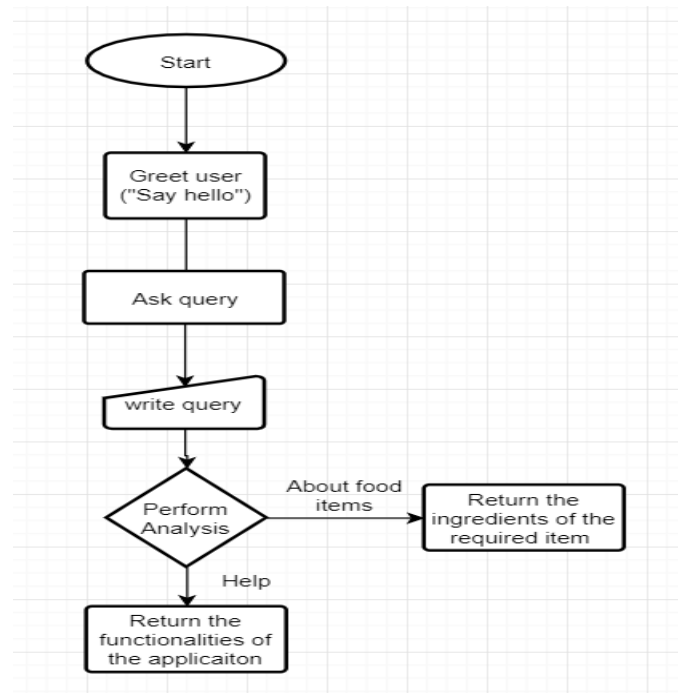 Start
Greet user
("Say hello")
Ask query
write query
Perform
Analysis
About food
items
Return the
ingredients of the
required item
Help
Return the
functionalities of
the applicaiton